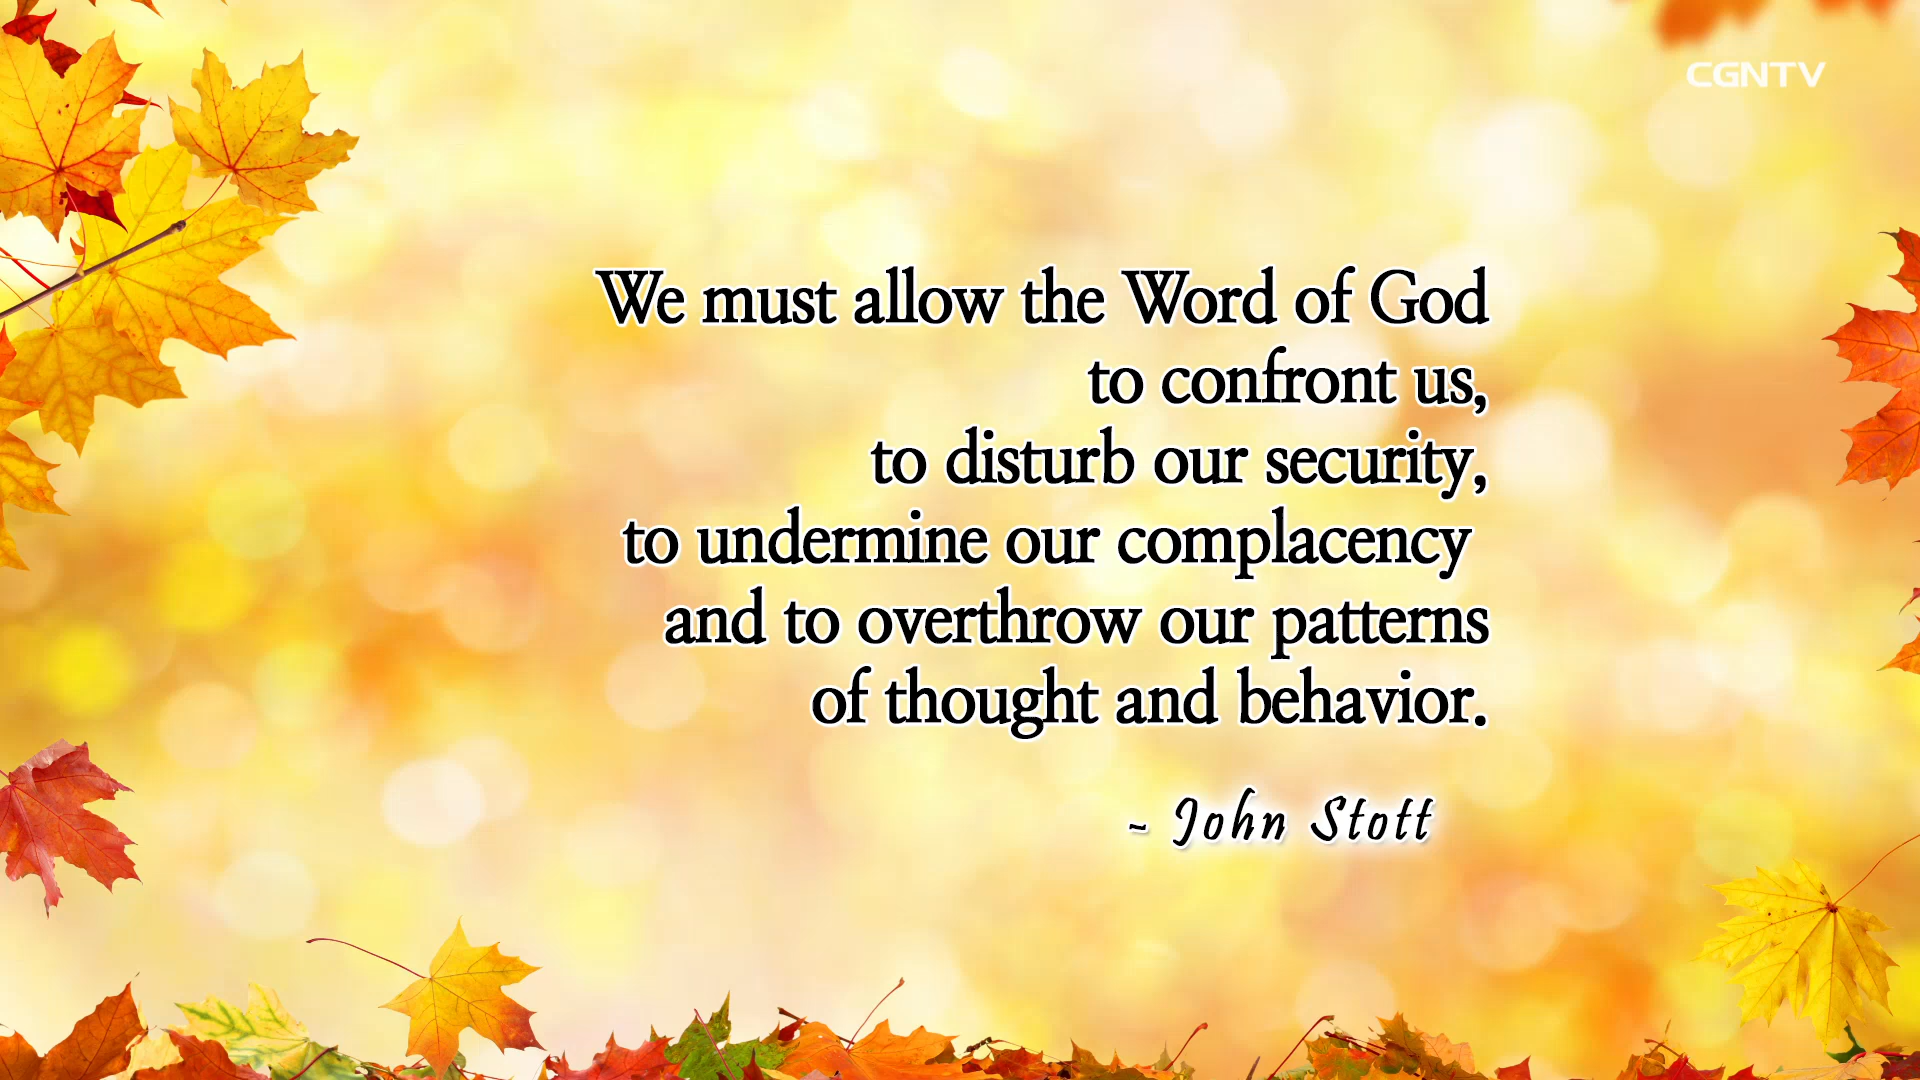 CGNTV
We must allow the Word of God
to confront us,
to disturb our security,
to undermine our complacency
and to overthrow our patterns
of thought and behavior.
~ John Stott